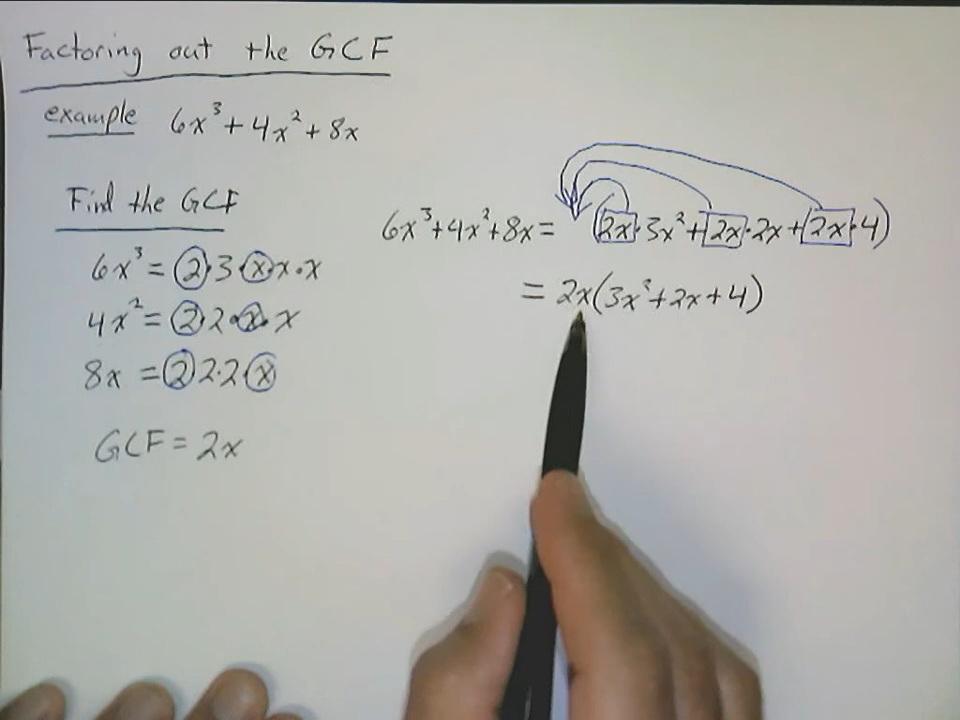 Factoring out the GCF
example 6x³+4x²+8x
Find the GCF
6x³=2·3·x·x·x
4x²=2·2·x·x
8x=2 2·2 x
GCF=2x
6x³+4x²+8x= (2x·3x²+2x·2x+2x·4)
=2x(3x²+2x+4)